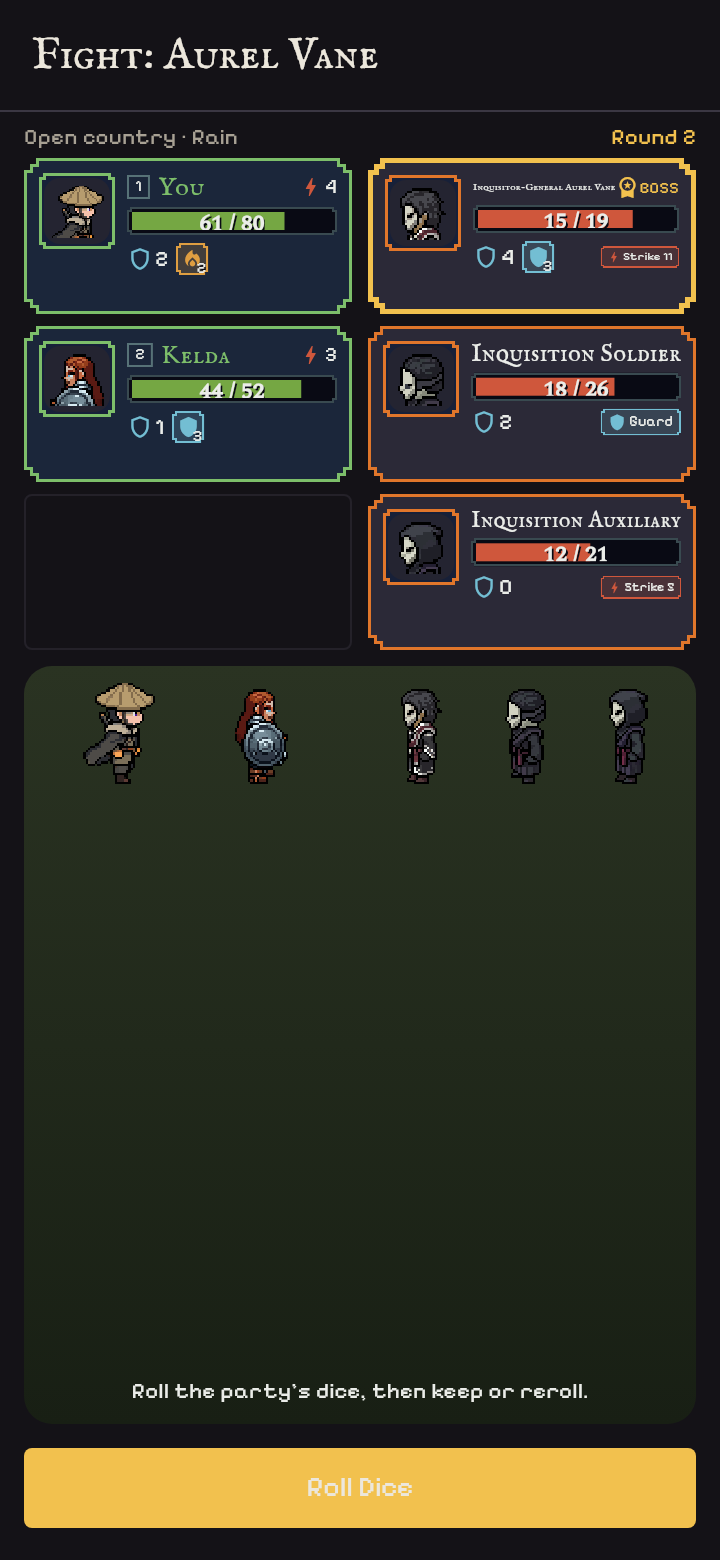 Fight: Aurel Vane
Open country · Rain
Round 2
1 You 4
61 / 80
2 2
Inquisitor-General Aurel Vane BOSS
15 / 19
4 3 Strike 11
2 Kelda 3
44 / 52
1 3
Inquisition Soldier
18 / 26
2 Guard
Inquisition Auxiliary
12 / 21
0 Strike 5
Roll the party's dice, then keep or reroll.
Roll Dice